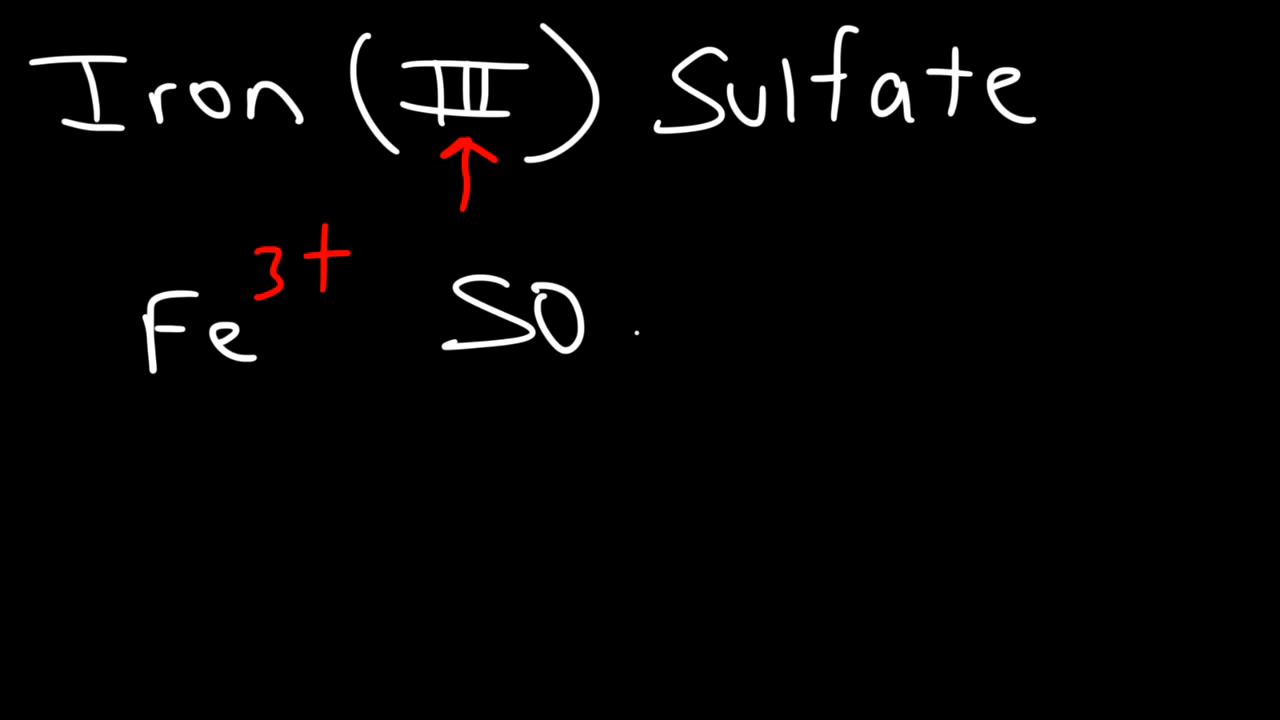 Iron (III) Sulfate
Fe³⁺ SO